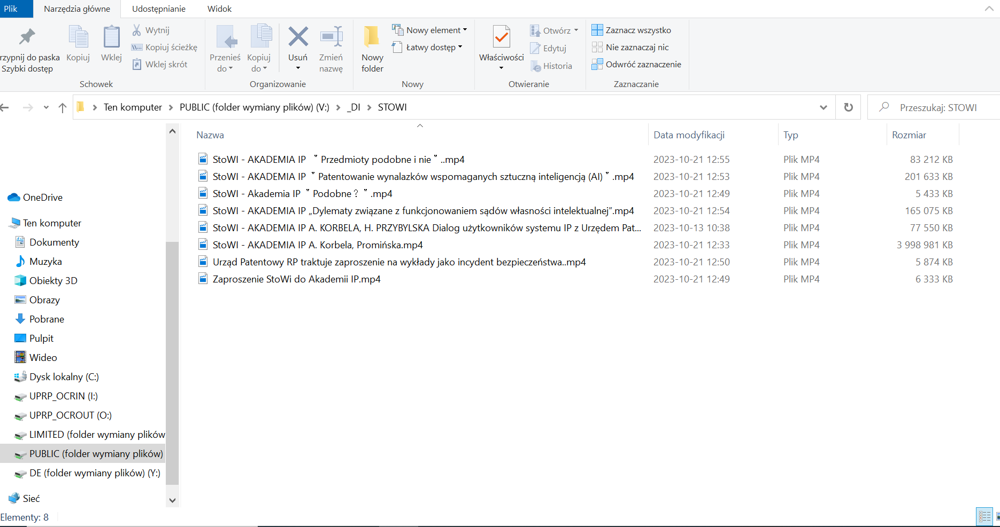 Plik Narzędzia główne Udostępnianie Widok
rzypnij do paska Szybki dostęp
Kopiuj
Wklej
Wytnij
Kopiuj ścieżkę
Wklej skrót
Schowek
Przenieś do
Kopiuj do
Usuń
Zmień nazwę
Organizowanie
Nowy folder
Nowy element
Łatwy dostęp
Nowy
Właściwości
Otwórz
Edytuj
Historia
Otwieranie
Zaznacz wszystko
Nie zaznaczaj nic
Odwróć zaznaczenie
Zaznaczanie
Ten komputer > PUBLIC (folder wymiany plików) (V:) > _DI > STOWI
Przeszukaj: STOWI
OneDrive
Ten komputer
Dokumenty
Muzyka
Obiekty 3D
Obrazy
Pobrane
Pulpit
Wideo
Dysk lokalny (C:)
UPRP_OCRIN (I:)
UPRP_OCROUT (O:)
LIMITED (folder wymiany plików
PUBLIC (folder wymiany plików)
DE (folder wymiany plików) (Y:)
Sieć
Nazwa Data modyfikacji Typ Rozmiar
StoWI - AKADEMIA IP ＂Przedmioty podobne i nie＂..mp4 2023-10-21 12:55 Plik MP4 83 212 KB
StoWI - AKADEMIA IP ＂Patentowanie wynalazków wspomaganych sztuczną inteligencją (AI)＂.mp4 2023-10-21 12:53 Plik MP4 201 633 KB
StoWI - Akademia IP ＂Podobne？＂.mp4 2023-10-21 12:49 Plik MP4 5 433 KB
StoWI - AKADEMIA IP „Dylematy związane z funkcjonowaniem sądów własności intelektualnej”.mp4 2023-10-21 12:54 Plik MP4 165 075 KB
StoWI - AKADEMIA IP A. KORBELA, H. PRZYBYLSKA Dialog użytkowników systemu IP z Urzędem Pat... 2023-10-13 10:38 Plik MP4 77 550 KB
StoWI - AKADEMIA IP A. Korbela, Promińska.mp4 2023-10-21 12:33 Plik MP4 3 998 981 KB
Urząd Patentowy RP traktuje zaproszenie na wykłady jako incydent bezpieczeństwa..mp4 2023-10-21 12:50 Plik MP4 5 874 KB
Zaproszenie StoWi do Akademii IP.mp4 2023-10-21 12:49 Plik MP4 6 333 KB
Elementy: 8